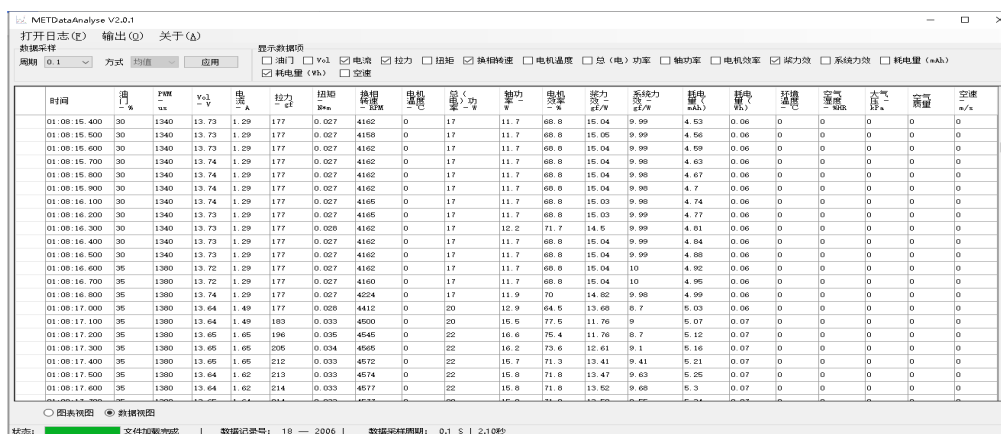 METDataAnalyse V2.0.1
打开日志(F) 输出(O) 关于(A)
数据采样 显示数据项
周期 0.1 方式 均值 应用 油门 Vol 电流 拉力 扭矩 换相转速 电机温度 总（电）功率 轴功率 电机效率 桨力效 系统力效 耗电量（mAh）
耗电量（Wh） 空速
时间 油门 - % PWM - us Vol - V 电流 - A 拉力 - gf 扭矩 - N*m 换相转速 - RPM 电机温度 - ℃ 总（电）功率 - W 轴功率 - W 电机效率 - % 桨力效 - gf/W 系统力效 - gf/W 耗电量（mAh） 耗电量（Wh） 环境温度 - ℃ 空气湿度 - %HR 大气压 - kPa 空气质量 空速 - m/s
01:08:15.400 30 1340 13.73 1.29 177 0.027 4162 0 17 11.7 68.8 15.04 9.99 4.53 0.06 0 0 0 0 0
01:08:15.500 30 1340 13.73 1.29 177 0.027 4158 0 17 11.7 68.8 15.05 9.99 4.56 0.06 0 0 0 0 0
01:08:15.600 30 1340 13.73 1.29 177 0.027 4162 0 17 11.7 68.8 15.04 9.99 4.59 0.06 0 0 0 0 0
01:08:15.700 30 1340 13.74 1.29 177 0.027 4162 0 17 11.7 68.8 15.04 9.98 4.63 0.06 0 0 0 0 0
01:08:15.800 30 1340 13.74 1.29 177 0.027 4162 0 17 11.7 68.8 15.04 9.98 4.67 0.06 0 0 0 0 0
01:08:15.900 30 1340 13.74 1.29 177 0.027 4162 0 17 11.7 68.8 15.04 9.98 4.7 0.06 0 0 0 0 0
01:08:16.100 30 1340 13.74 1.29 177 0.027 4165 0 17 11.7 68.8 15.03 9.98 4.74 0.06 0 0 0 0 0
01:08:16.200 30 1340 13.73 1.29 177 0.027 4165 0 17 11.7 68.8 15.03 9.99 4.77 0.06 0 0 0 0 0
01:08:16.300 30 1340 13.73 1.29 177 0.028 4162 0 17 12.2 71.7 14.5 9.99 4.81 0.06 0 0 0 0 0
01:08:16.400 30 1340 13.73 1.29 177 0.027 4162 0 17 11.7 68.8 15.04 9.99 4.84 0.06 0 0 0 0 0
01:08:16.500 30 1340 13.73 1.29 177 0.027 4162 0 17 11.7 68.8 15.04 9.99 4.88 0.06 0 0 0 0 0
01:08:16.600 35 1380 13.72 1.29 177 0.027 4162 0 17 11.7 68.8 15.04 10 4.92 0.06 0 0 0 0 0
01:08:16.700 35 1380 13.72 1.29 177 0.027 4160 0 17 11.7 68.8 15.04 10 4.95 0.06 0 0 0 0 0
01:08:16.800 35 1380 13.74 1.29 177 0.027 4224 0 17 11.9 70 14.82 9.98 4.99 0.06 0 0 0 0 0
01:08:17.000 35 1380 13.64 1.49 177 0.028 4412 0 20 12.9 64.5 13.68 8.7 5.03 0.06 0 0 0 0 0
01:08:17.100 35 1380 13.64 1.49 183 0.033 4500 0 20 15.5 77.5 11.76 9 5.07 0.07 0 0 0 0 0
01:08:17.200 35 1380 13.65 1.65 196 0.035 4545 0 22 16.6 75.4 11.76 8.7 5.12 0.07 0 0 0 0 0
01:08:17.300 35 1380 13.65 1.65 205 0.034 4565 0 22 16.2 73.6 12.61 9.1 5.16 0.07 0 0 0 0 0
01:08:17.400 35 1380 13.65 1.65 212 0.033 4572 0 22 15.7 71.3 13.41 9.41 5.21 0.07 0 0 0 0 0
01:08:17.500 35 1380 13.64 1.62 213 0.033 4574 0 22 15.8 71.8 13.47 9.63 5.25 0.07 0 0 0 0 0
01:08:17.600 35 1380 13.64 1.62 214 0.033 4577 0 22 15.8 71.8 13.52 9.68 5.3 0.07 0 0 0 0 0
图表视图 数据视图
状态： 文件加载完成 | 数据记录号： 18 — 2006 | 数据采样周期： 0.1 S | 2.10秒